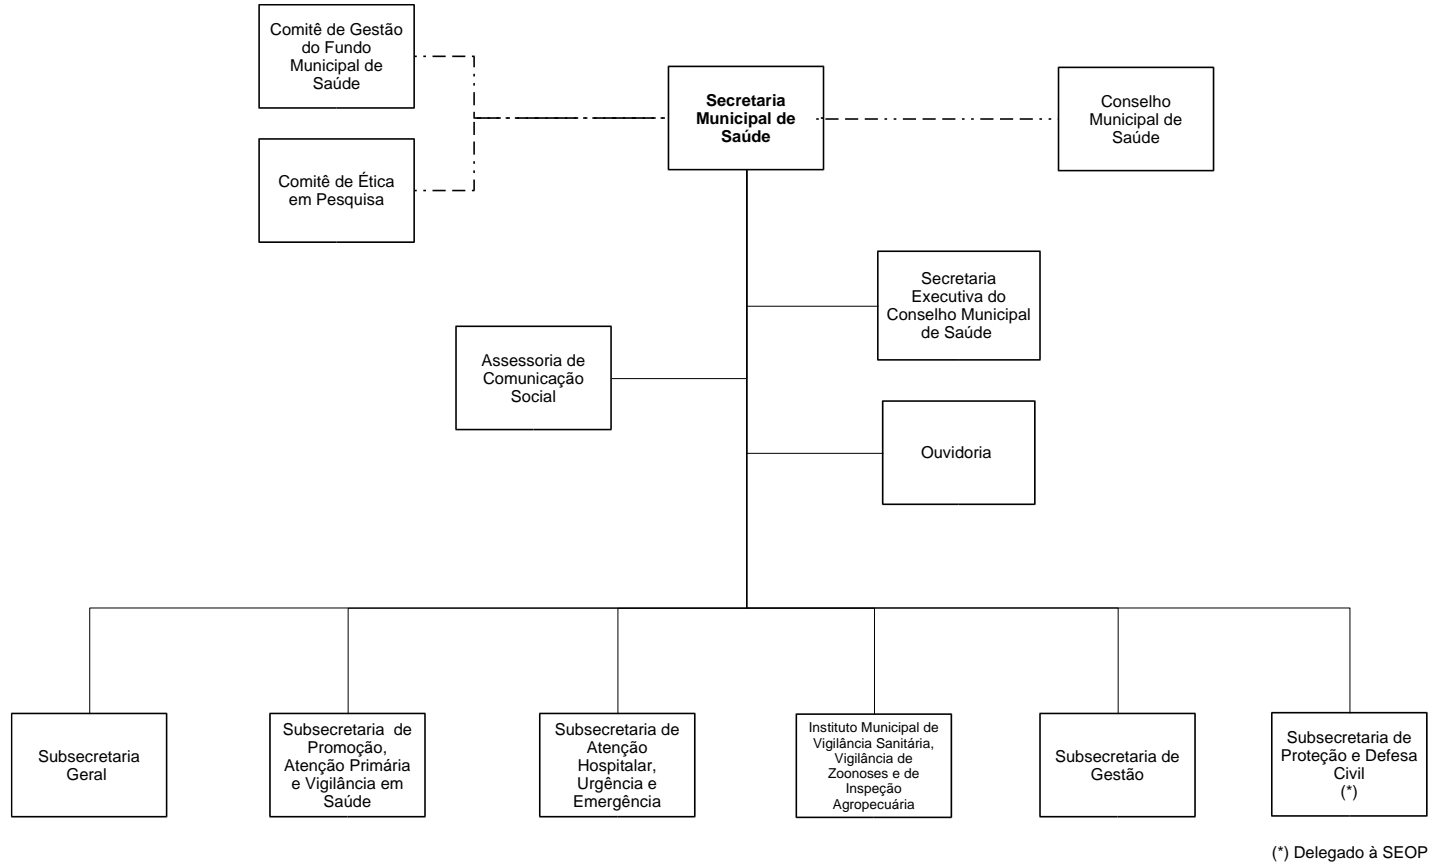 Comitê de Gestão
do Fundo
Municipal de
Saúde
Secretaria
Municipal de
Saúde
Conselho
Municipal de
Saúde
Comitê de Ética
em Pesquisa
Secretaria
Executiva do
Conselho Municipal
de Saúde
Assessoria de
Comunicação
Social
Ouvidoria
Subsecretaria
Geral
Subsecretaria de
Promoção,
Atenção Primária
e Vigilância em
Saúde
Subsecretaria de
Atenção
Hospitalar,
Urgência e
Emergência
Instituto Municipal de
Vigilância Sanitária,
Vigilância de
Zoonoses e de
Inspeção
Agropecuária
Subsecretaria de
Gestão
Subsecretaria de
Proteção e Defesa
Civil
(*)
(*) Delegado à SEOP